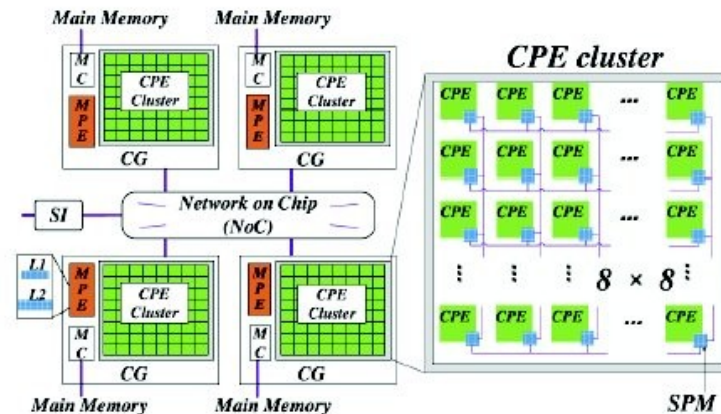 Main Memory Main Memory
M C
CPE Cluster
M P E
CG
M C
CPE Cluster
M P E
CG
SI
Network on Chip
(NoC)
L1
L2
M P E
CPE Cluster
M C
CG
Main Memory
M P E
CPE Cluster
M C
CG
Main Memory
CPE cluster
CPE CPE CPE ... CPE
CPE CPE CPE ... CPE
CPE CPE CPE ... CPE
8 × 8
CPE CPE CPE ... CPE
SPM